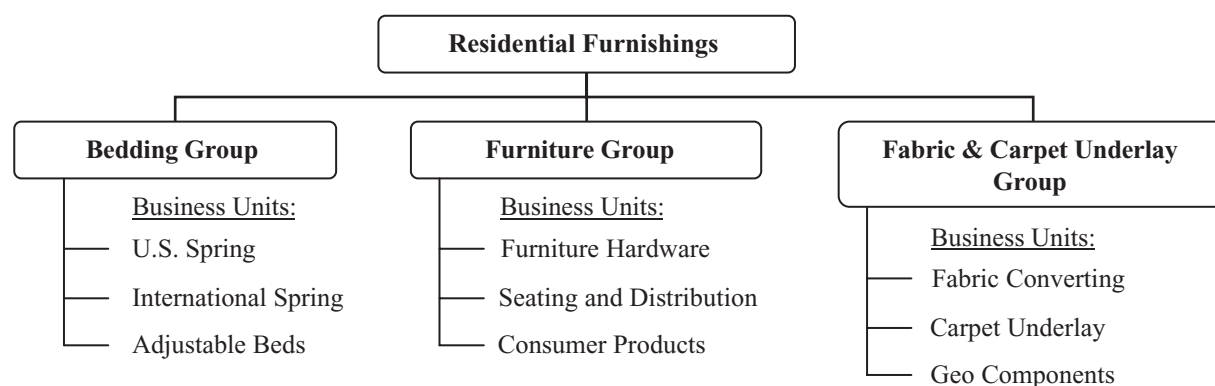 Residential Furnishings
Bedding Group
Business Units:
U.S. Spring
International Spring
Adjustable Beds
Furniture Group
Business Units:
Furniture Hardware
Seating and Distribution
Consumer Products
Fabric & Carpet Underlay
Group
Business Units:
Fabric Converting
Carpet Underlay
Geo Components